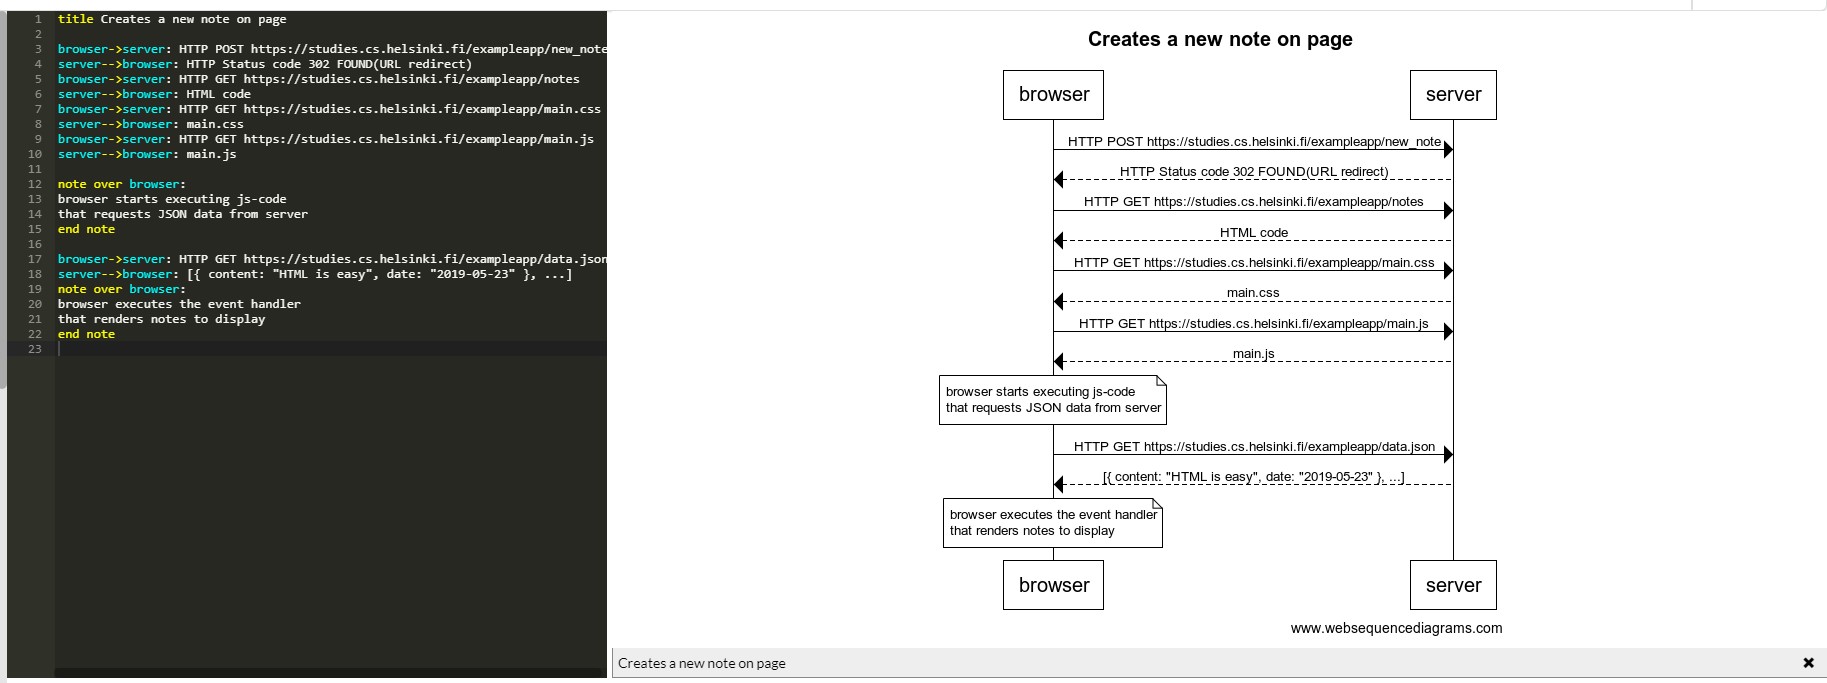 1 title Creates a new note on page
2
3 browser->server: HTTP POST https://studies.cs.helsinki.fi/exampleapp/new_note
4 server-->browser: HTTP Status code 302 FOUND(URL redirect)
5 browser->server: HTTP GET https://studies.cs.helsinki.fi/exampleapp/notes
6 server-->browser: HTML code
7 browser->server: HTTP GET https://studies.cs.helsinki.fi/exampleapp/main.css
8 server-->browser: main.css
9 browser->server: HTTP GET https://studies.cs.helsinki.fi/exampleapp/main.js
10 server-->browser: main.js
11
12 note over browser:
13 browser starts executing js-code
14 that requests JSON data from server
15 end note
16
17 browser->server: HTTP GET https://studies.cs.helsinki.fi/exampleapp/data.json
18 server-->browser: [{ content: "HTML is easy", date: "2019-05-23" }, ...]
19 note over browser:
20 browser executes the event handler
21 that renders notes to display
22 end note
23
Creates a new note on page
browser server
HTTP POST https://studies.cs.helsinki.fi/exampleapp/new_note
HTTP Status code 302 FOUND(URL redirect)
HTTP GET https://studies.cs.helsinki.fi/exampleapp/notes
HTML code
HTTP GET https://studies.cs.helsinki.fi/exampleapp/main.css
main.css
HTTP GET https://studies.cs.helsinki.fi/exampleapp/main.js
main.js
browser starts executing js-code
that requests JSON data from server
HTTP GET https://studies.cs.helsinki.fi/exampleapp/data.json
[{ content: "HTML is easy", date: "2019-05-23" }, ...]
browser executes the event handler
that renders notes to display
browser server
www.websequencediagrams.com
Creates a new note on page